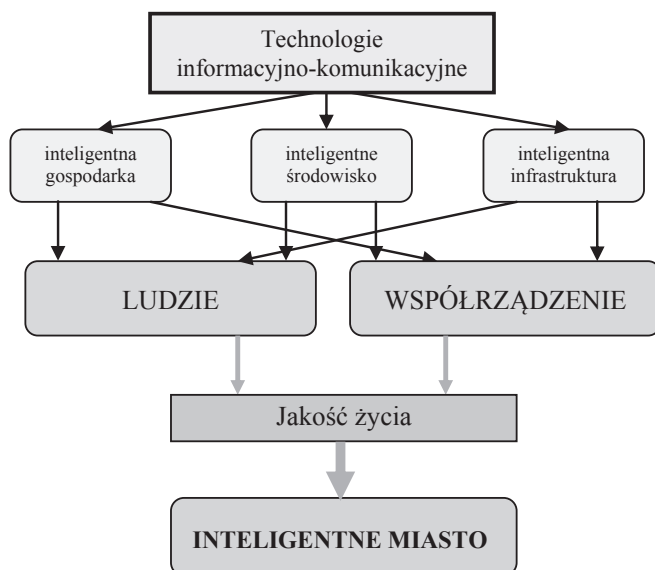 Technologie
informacyjno-komunikacyjne
inteligentna
gospodarka
inteligentne
środowisko
inteligentna
infrastruktura
LUDZIE
WSPÓŁRZĄDZENIE
Jakość życia
INTELIGENTNE MIASTO